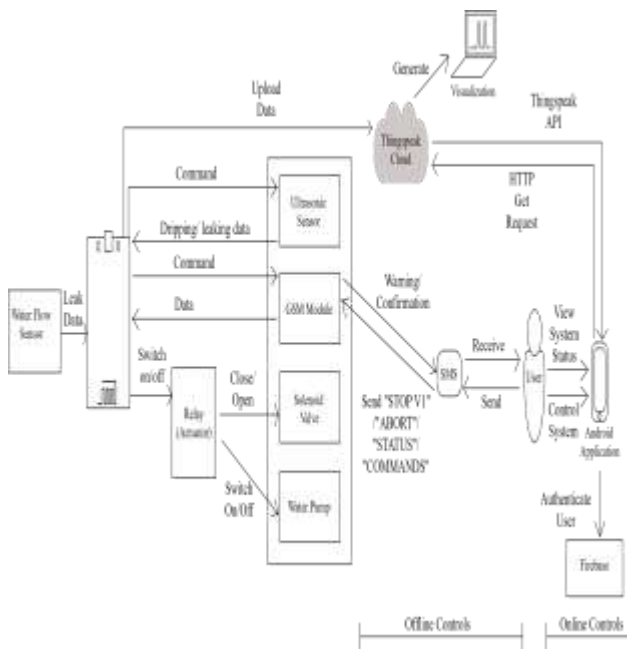 Generate
Visualization
Upload
Data
Thingspeak
Cloud
Thingspeak
API
HTTP
Get
Request
Command
Ultrasonic
Sensor
Dripping/ leaking data
Command
GSM Module
Data
Warning/
Confirmation
Water Flow
Sensor
Leak
Data
Switch
on/off
Relay
(Actuator)
Close/
Open
Solenoid
Valve
Switch
On/Off
Water Pump
SMS
Receive
Send
Send "STOP V1"
/"ABORT"/
"STATUS"/
"COMMANDS"
User
View
System
Status
Control
System
Android
Application
Authenticate
User
Firebase
Offline Controls
Online Controls